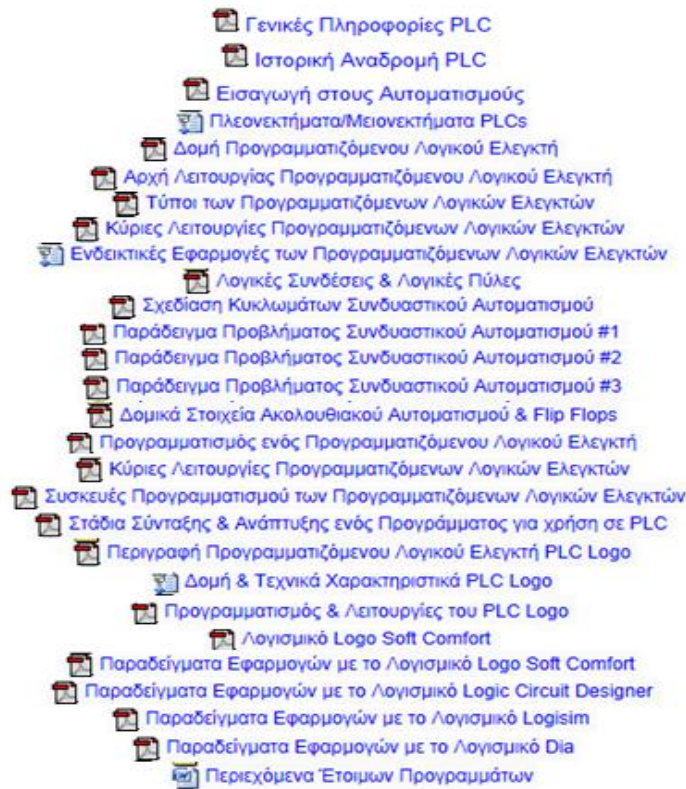 Γενικές Πληροφορίες PLC
Ιστορική Αναδρομή PLC
Εισαγωγή στους Αυτοματισμούς
Πλεονεκτήματα/Μειονεκτήματα PLCs
Δομή Προγραμματιζόμενου Λογικού Ελεγκτή
Αρχή Λειτουργίας Προγραμματιζόμενου Λογικού Ελεγκτή
Τύποι των Προγραμματιζόμενων Λογικών Ελεγκτών
Κύριες Λειτουργίες Προγραμματιζόμενων Λογικών Ελεγκτών
Ενδεικτικές Εφαρμογές των Προγραμματιζόμενων Λογικών Ελεγκτών
Λογικές Συνδέσεις & Λογικές Πύλες
Σχεδίαση Κυκλωμάτων Συνδυαστικού Αυτοματισμού
Παράδειγμα Προβλήματος Συνδυαστικού Αυτοματισμού #1
Παράδειγμα Προβλήματος Συνδυαστικού Αυτοματισμού #2
Παράδειγμα Προβλήματος Συνδυαστικού Αυτοματισμού #3
Δομικά Στοιχεία Ακολουθιακού Αυτοματισμού & Flip Flops
Προγραμματισμός ενός Προγραμματιζόμενου Λογικού Ελεγκτή
Κύριες Λειτουργίες Προγραμματιζόμενων Λογικών Ελεγκτών
Συσκευές Προγραμματισμού των Προγραμματιζόμενων Λογικών Ελεγκτών
Στάδια Σύνταξης & Ανάπτυξης ενός Προγράμματος για χρήση σε PLC
Περιγραφή Προγραμματιζόμενου Λογικού Ελεγκτή PLC Logo
Δομή & Τεχνικά Χαρακτηριστικά PLC Logo
Προγραμματισμός & Λειτουργίες του PLC Logo
Λογισμικό Logo Soft Comfort
Παραδείγματα Εφαρμογών με το Λογισμικό Logo Soft Comfort
Παραδείγματα Εφαρμογών με το Λογισμικό Logic Circuit Designer
Παραδείγματα Εφαρμογών με το Λογισμικό Logisim
Παραδείγματα Εφαρμογών με το Λογισμικό Dia
Περιεχόμενα Έτοιμων Προγραμμάτων